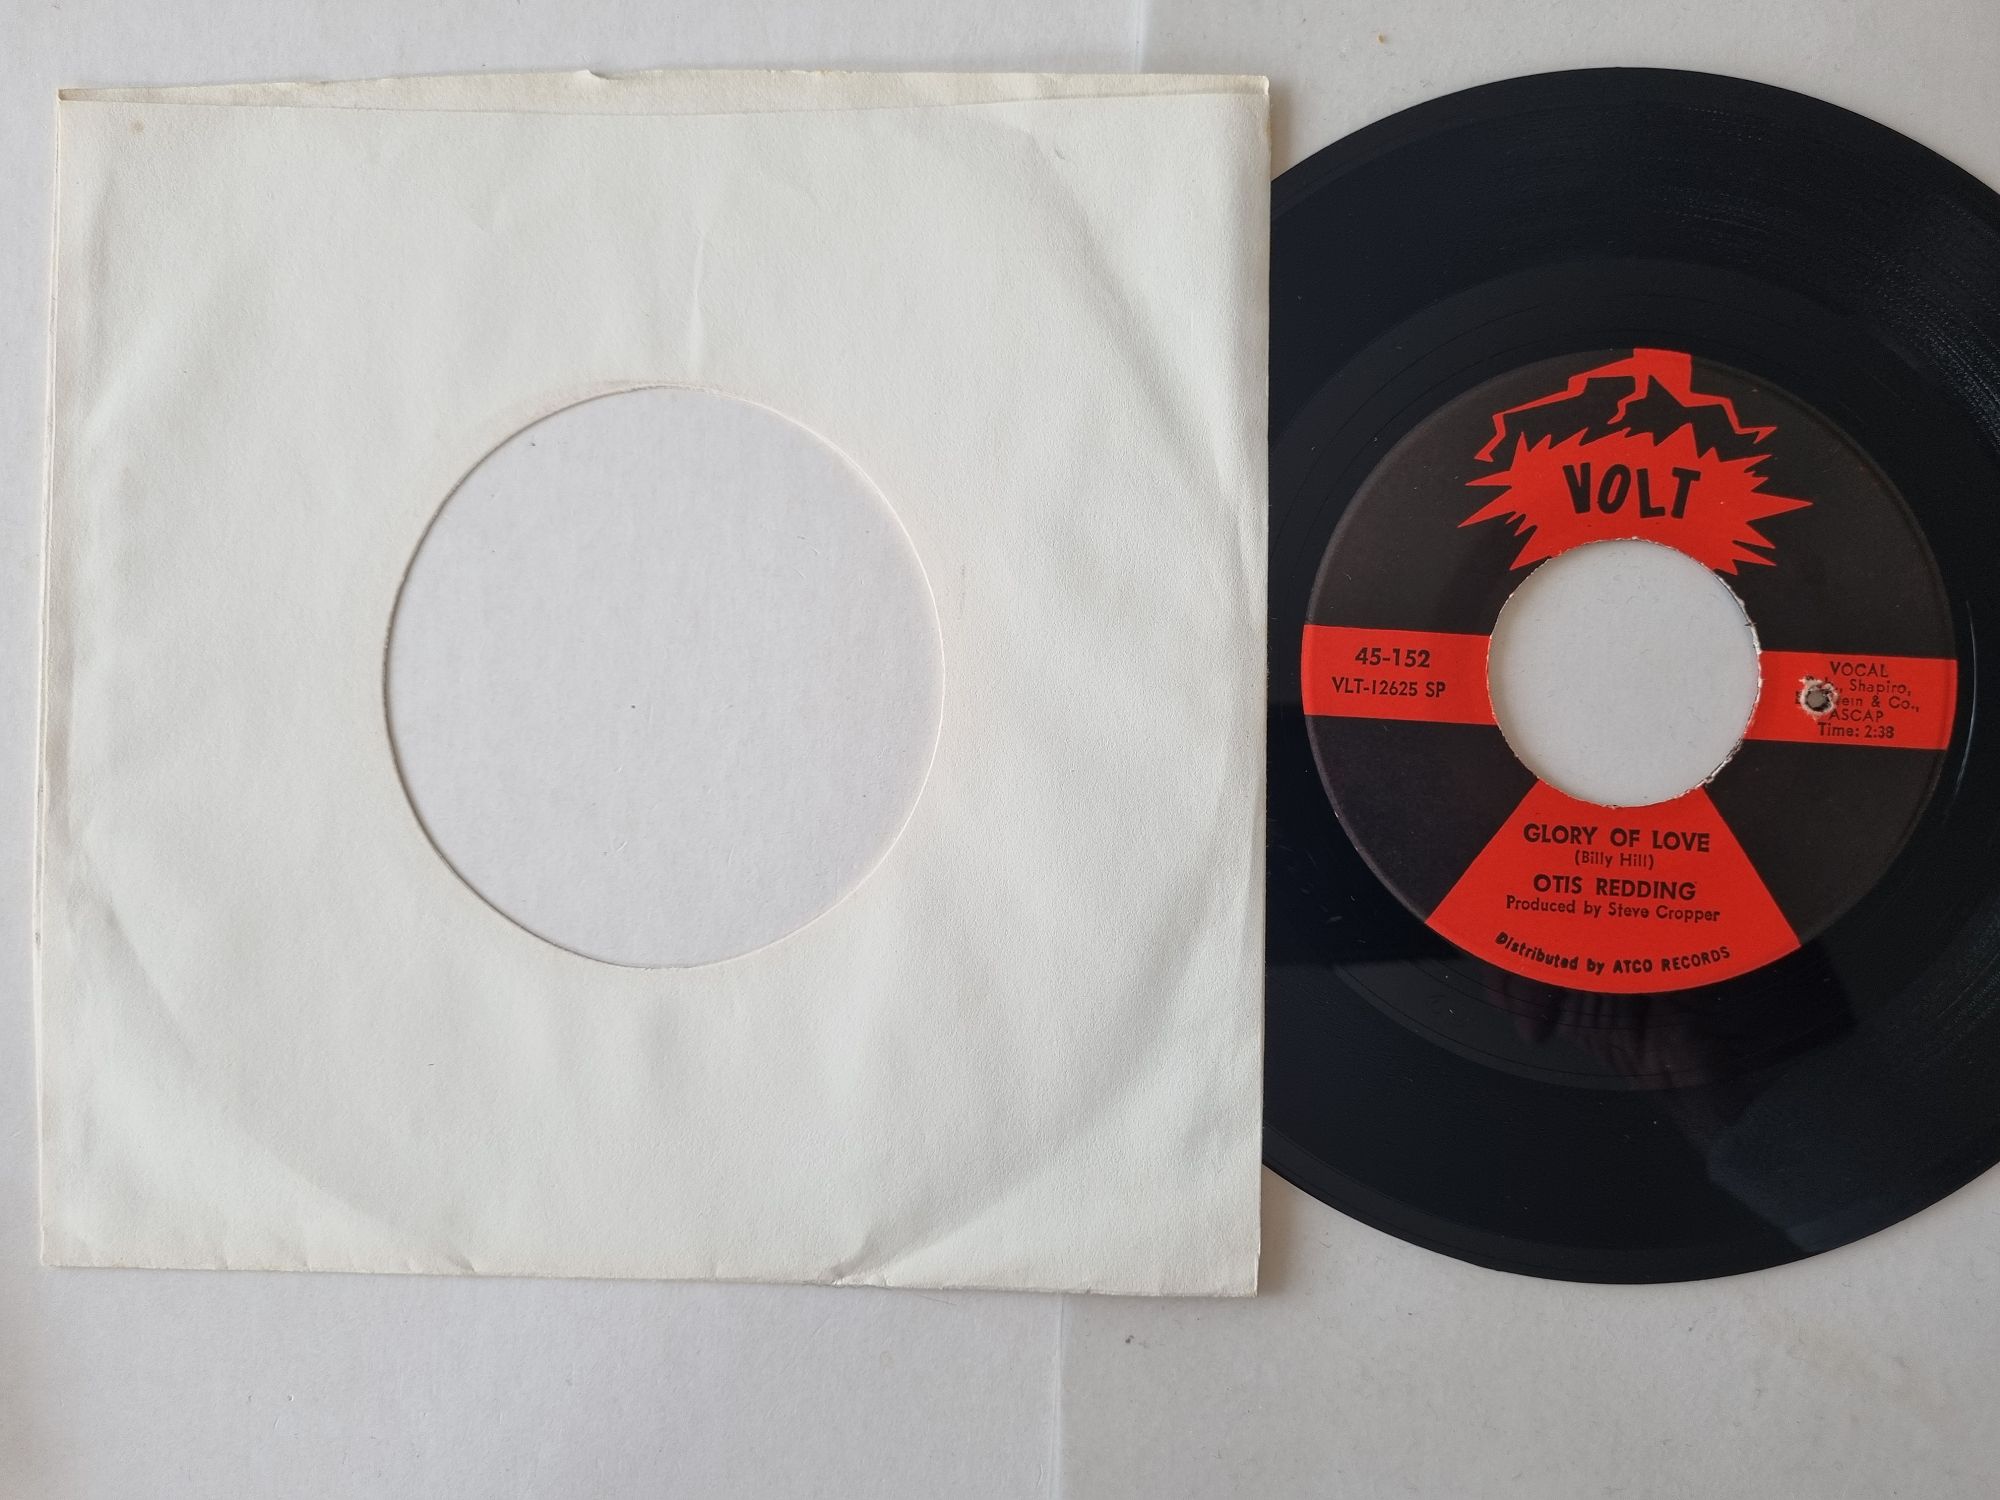 VOLT
45-152
VLT-12625 SP
VOCAL
Shapiro,
& Co.,
ASCAP
Time: 2:38
GLORY OF LOVE
(Billy Hill)
OTIS REDDING
Produced by Steve Cropper
Distributed by ATCO RECORDS